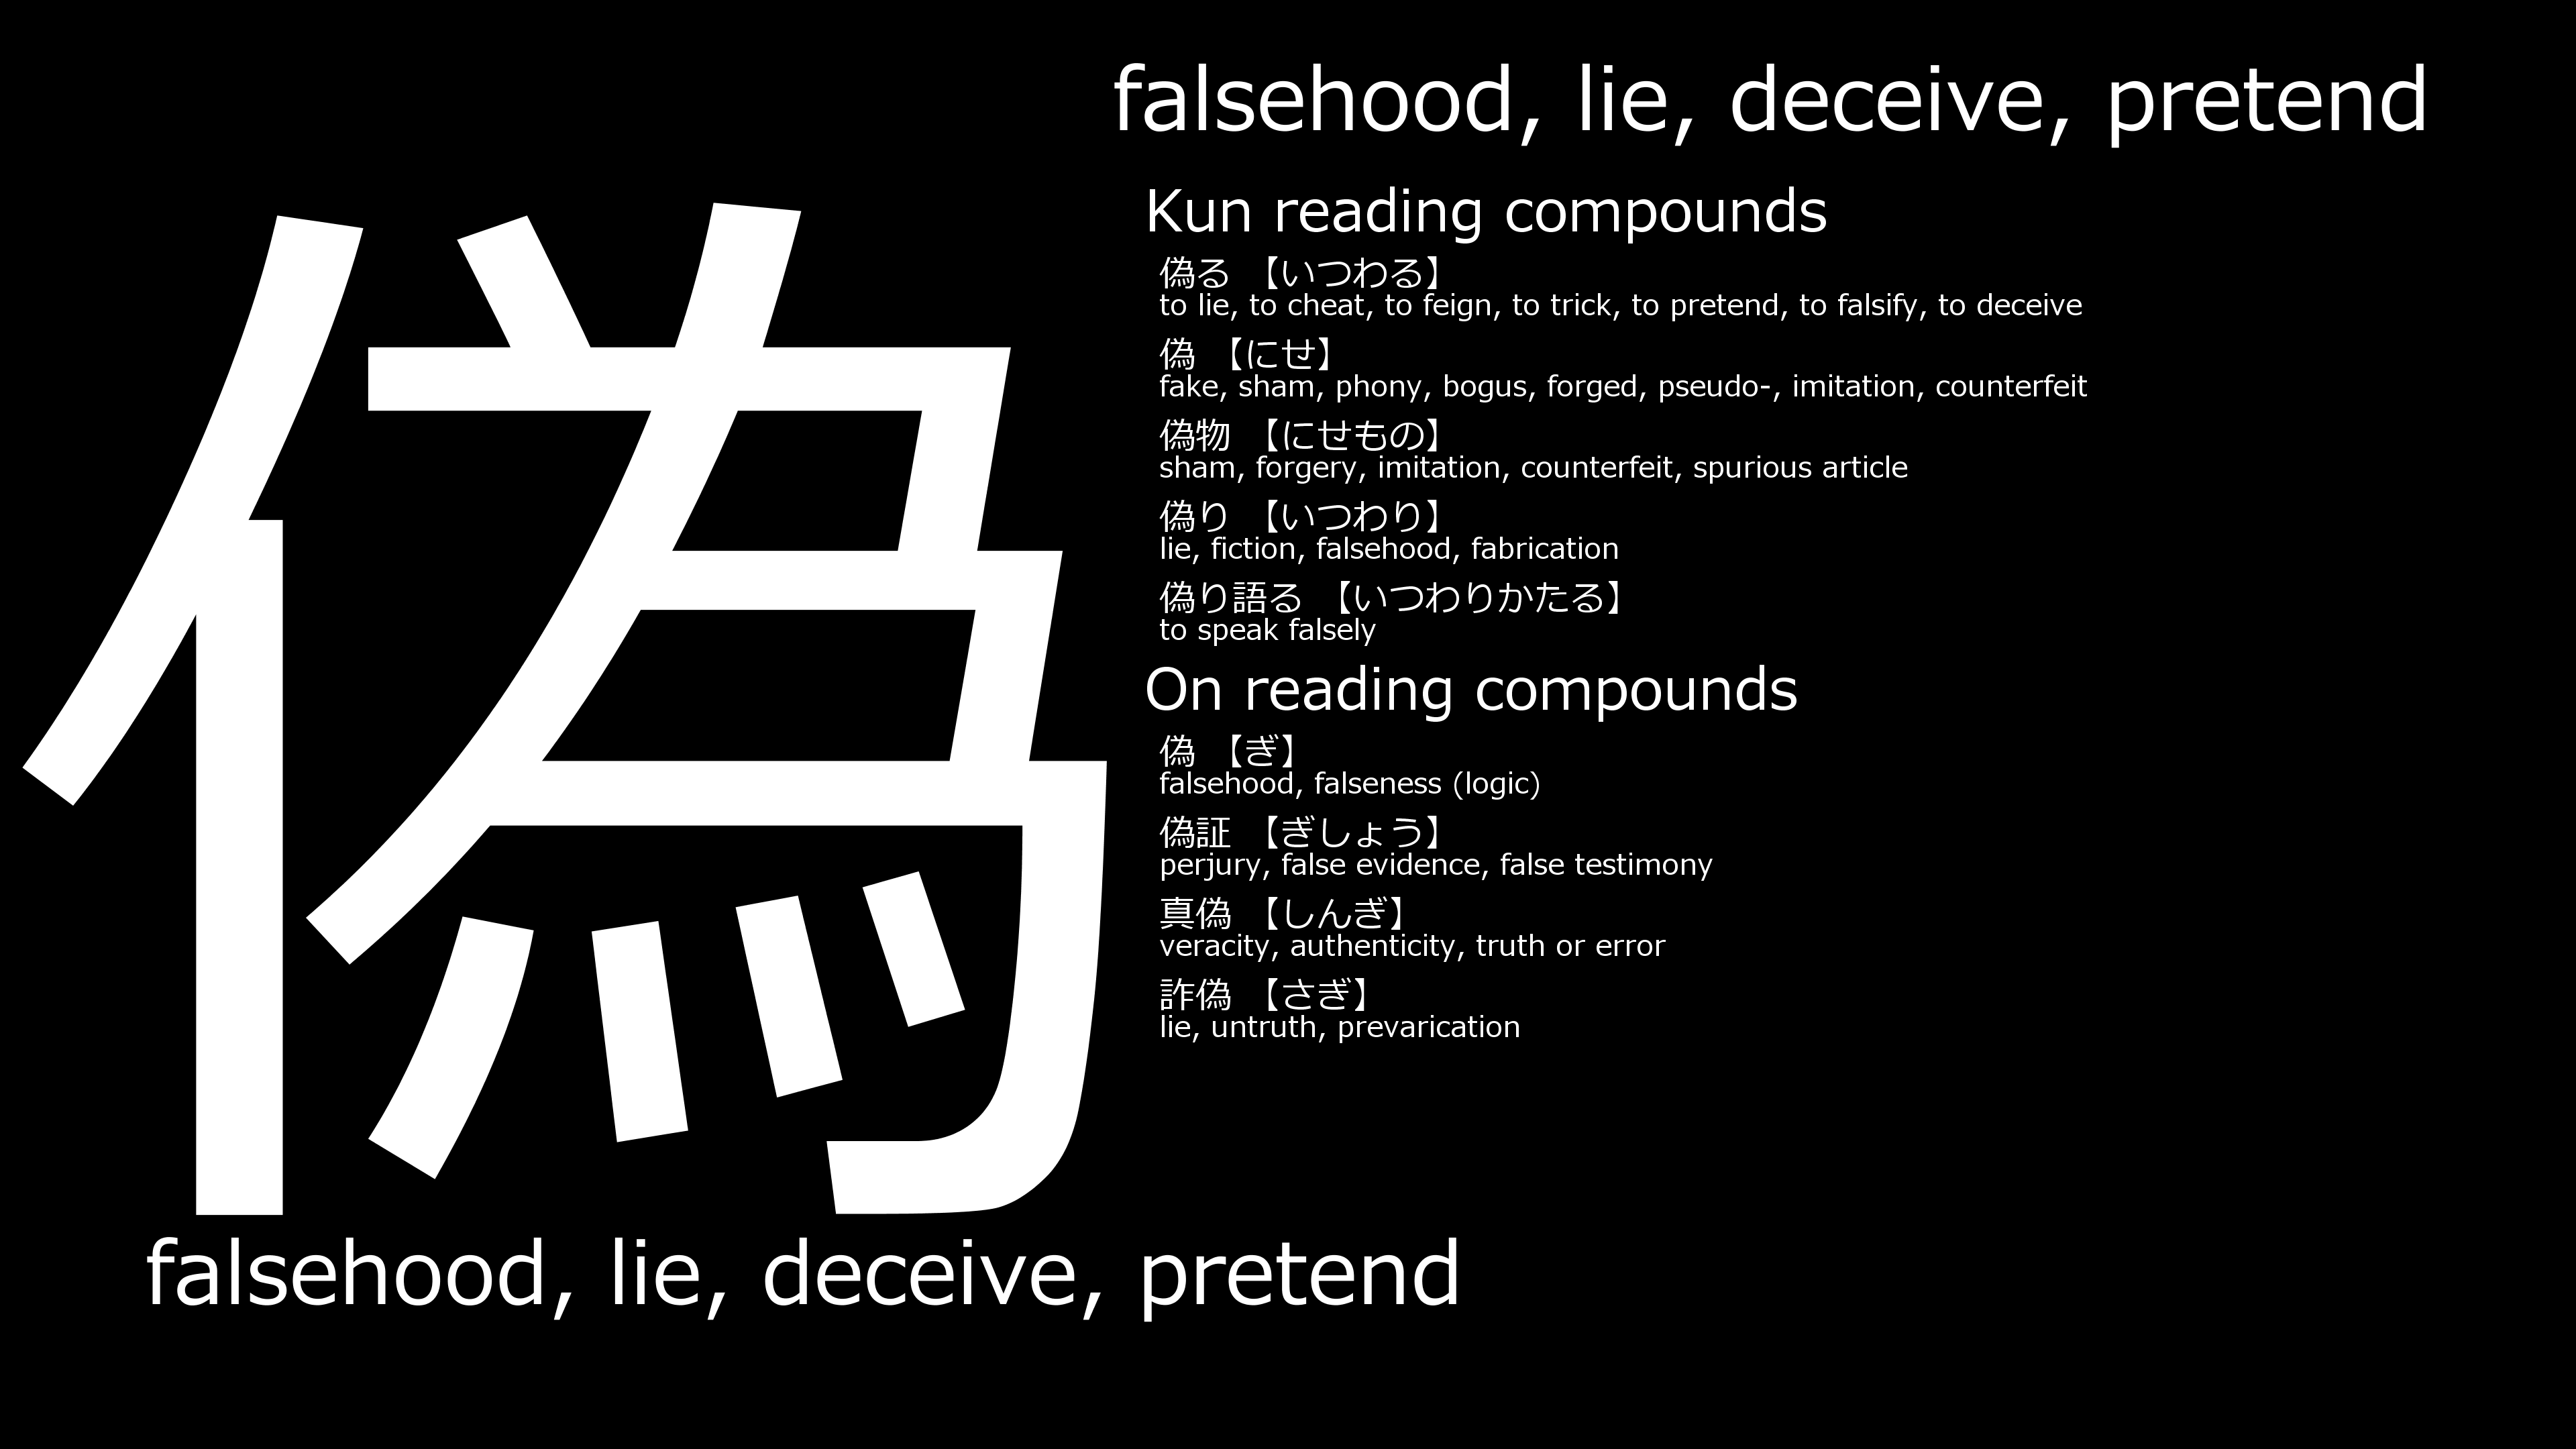 偽
falsehood, lie, deceive, pretend
falsehood, lie, deceive, pretend
Kun reading compounds
偽る 【いつわる】
to lie, to cheat, to feign, to trick, to pretend, to falsify, to deceive
偽 【にせ】
fake, sham, phony, bogus, forged, pseudo-, imitation, counterfeit
偽物 【にせもの】
sham, forgery, imitation, counterfeit, spurious article
偽り 【いつわり】
lie, fiction, falsehood, fabrication
偽り語る 【いつわりかたる】
to speak falsely
On reading compounds
偽 【ぎ】
falsehood, falseness (logic)
偽証 【ぎしょう】
perjury, false evidence, false testimony
真偽 【しんぎ】
veracity, authenticity, truth or error
詐偽 【さぎ】
lie, untruth, prevarication